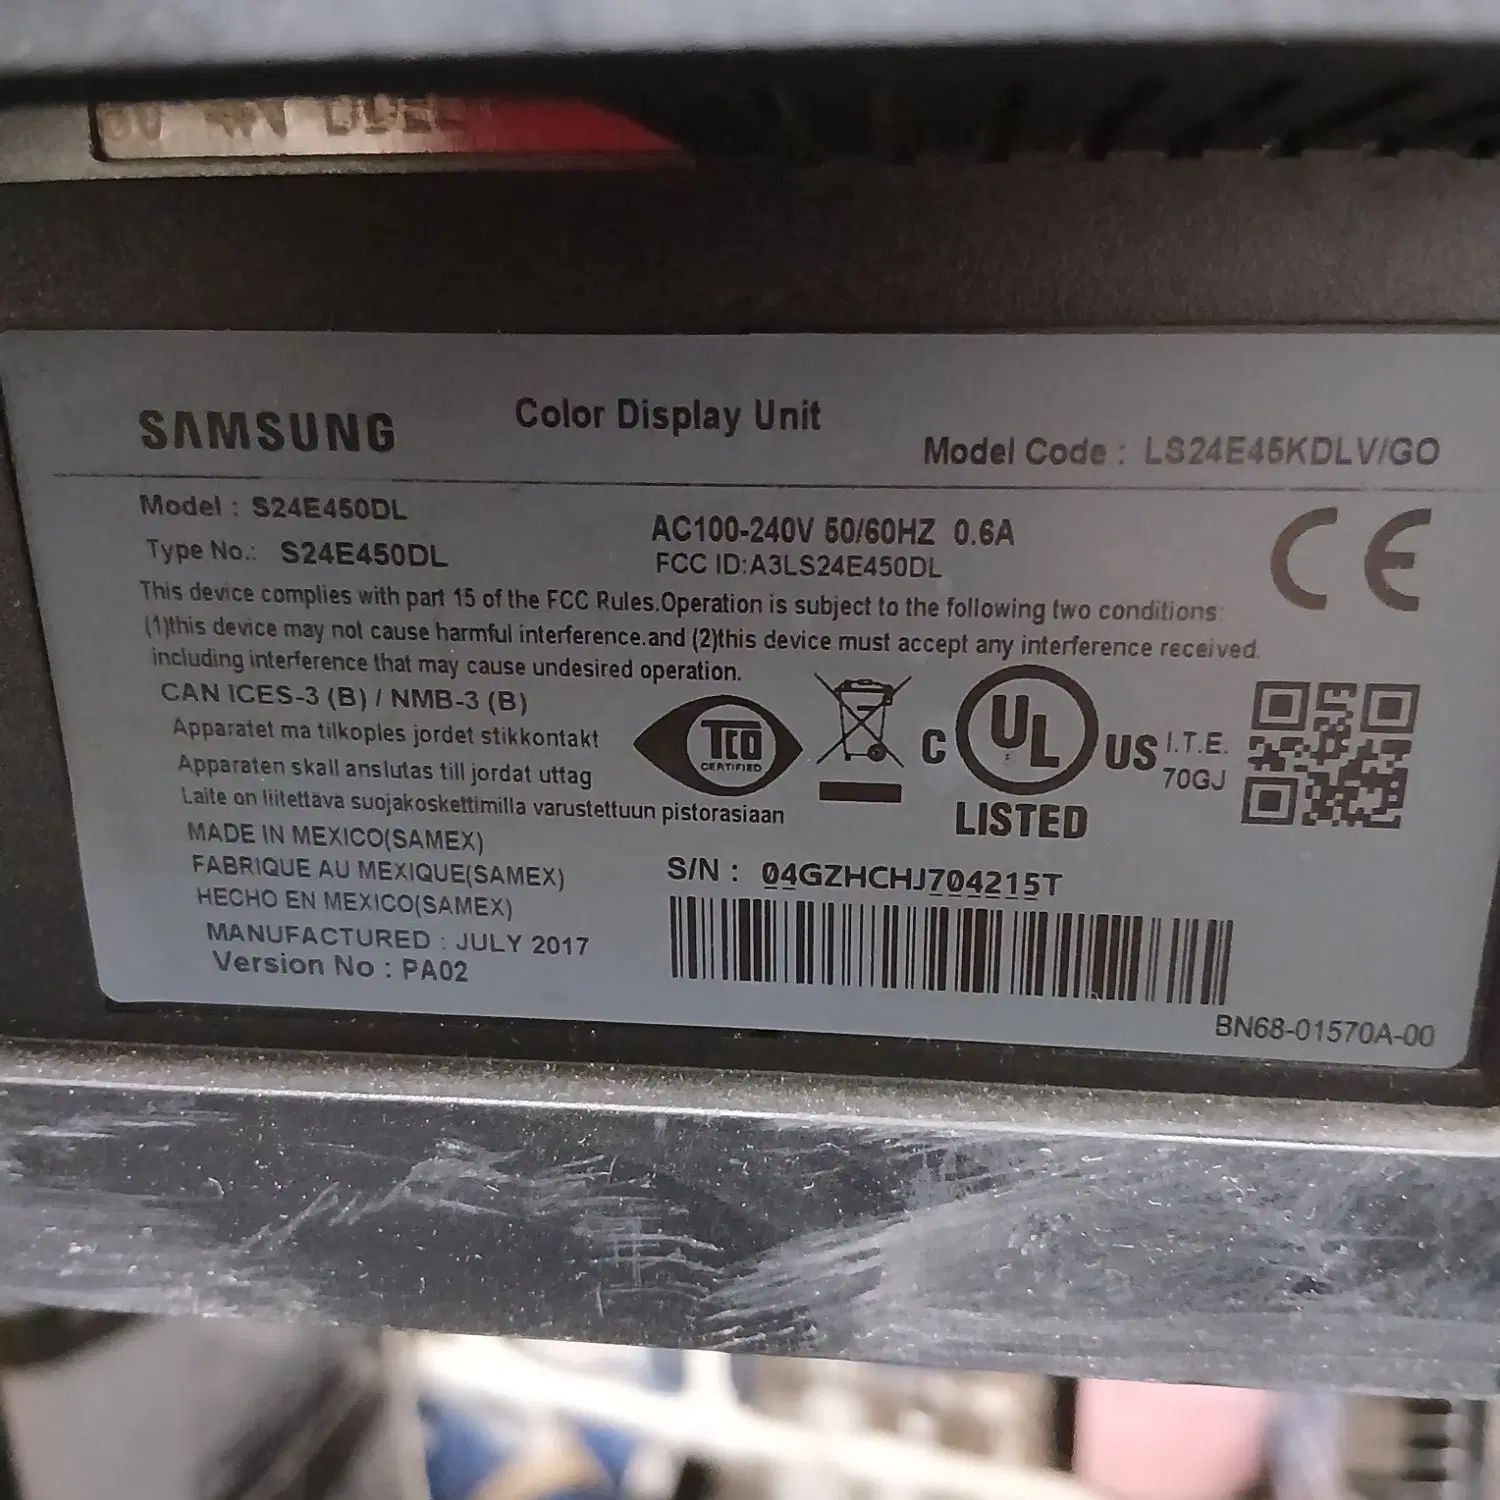 SAMSUNG
Color Display Unit
Model Code : LS24E45KDLV/GO
Model : S24E450DL
Type No.: S24E450DL
AC100-240V 50/60HZ 0.6A
FCC ID:A3LS24E450DL
CE
This device complies with part 15 of the FCC Rules.Operation is subject to the following two conditions:
(1)this device may not cause harmful interference.and (2)this device must accept any interference received.
including interference that may cause undesired operation.
CAN ICES-3 (B) / NMB-3 (B)
Apparatet ma tilkoples jordet stikkontakt
Apparaten skall anslutas till jordat uttag
Laite on liitettävä suojakoskettimilla varustettuun pistorasiaan
TCO
CERTIFIED
C UL US
LISTED
I.T.E.
70GJ
MADE IN MEXICO(SAMEX)
FABRIQUE AU MEXIQUE(SAMEX)
HECHO EN MEXICO(SAMEX)
MANUFACTURED : JULY 2017
Version No : PA02
S/N : 04GZHCHJ704215T
BN68-01570A-00